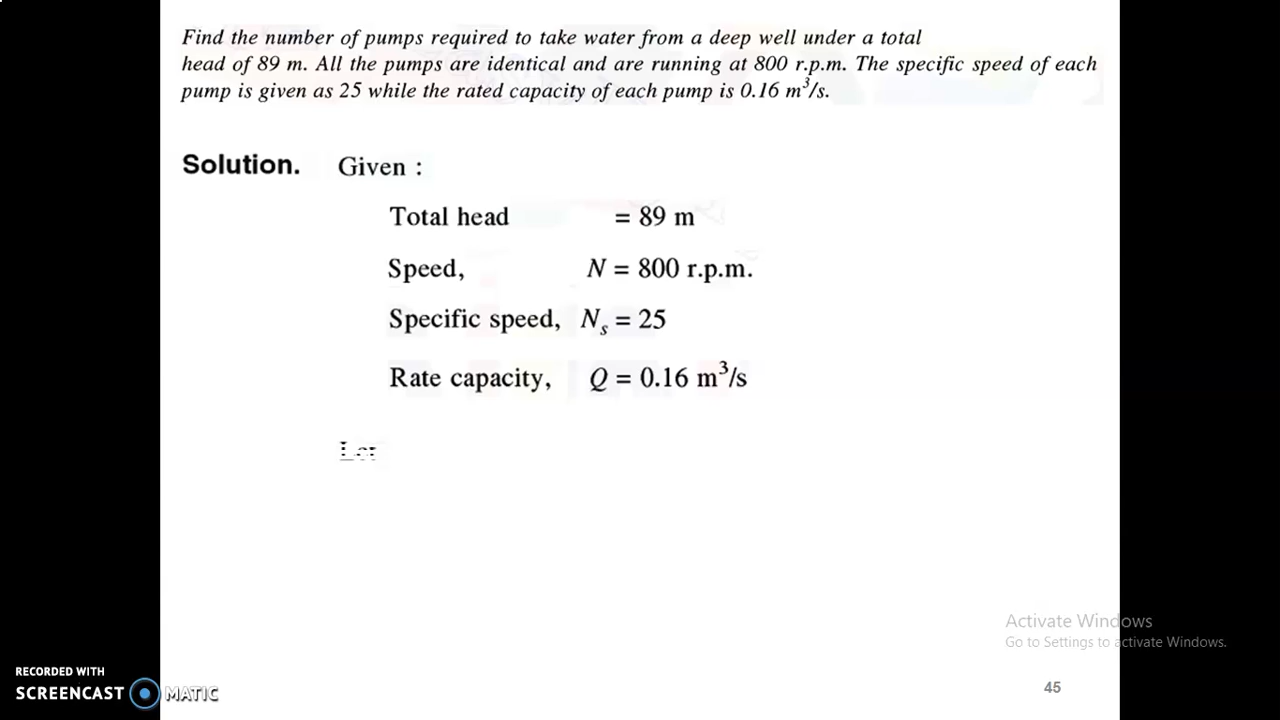 Find the number of pumps required to take water from a deep well under a total
head of 89 m. All the pumps are identical and are running at 800 r.p.m. The specific speed of each
pump is given as 25 while the rated capacity of each pump is 0.16 m³/s.
Solution. Given :
Total head = 89 m
Speed, N = 800 r.p.m.
Specific speed, Nₛ = 25
Rate capacity, Q = 0.16 m³/s
Activate Windows
Go to Settings to activate Windows.
RECORDED WITH
SCREENCAST MATIC
45